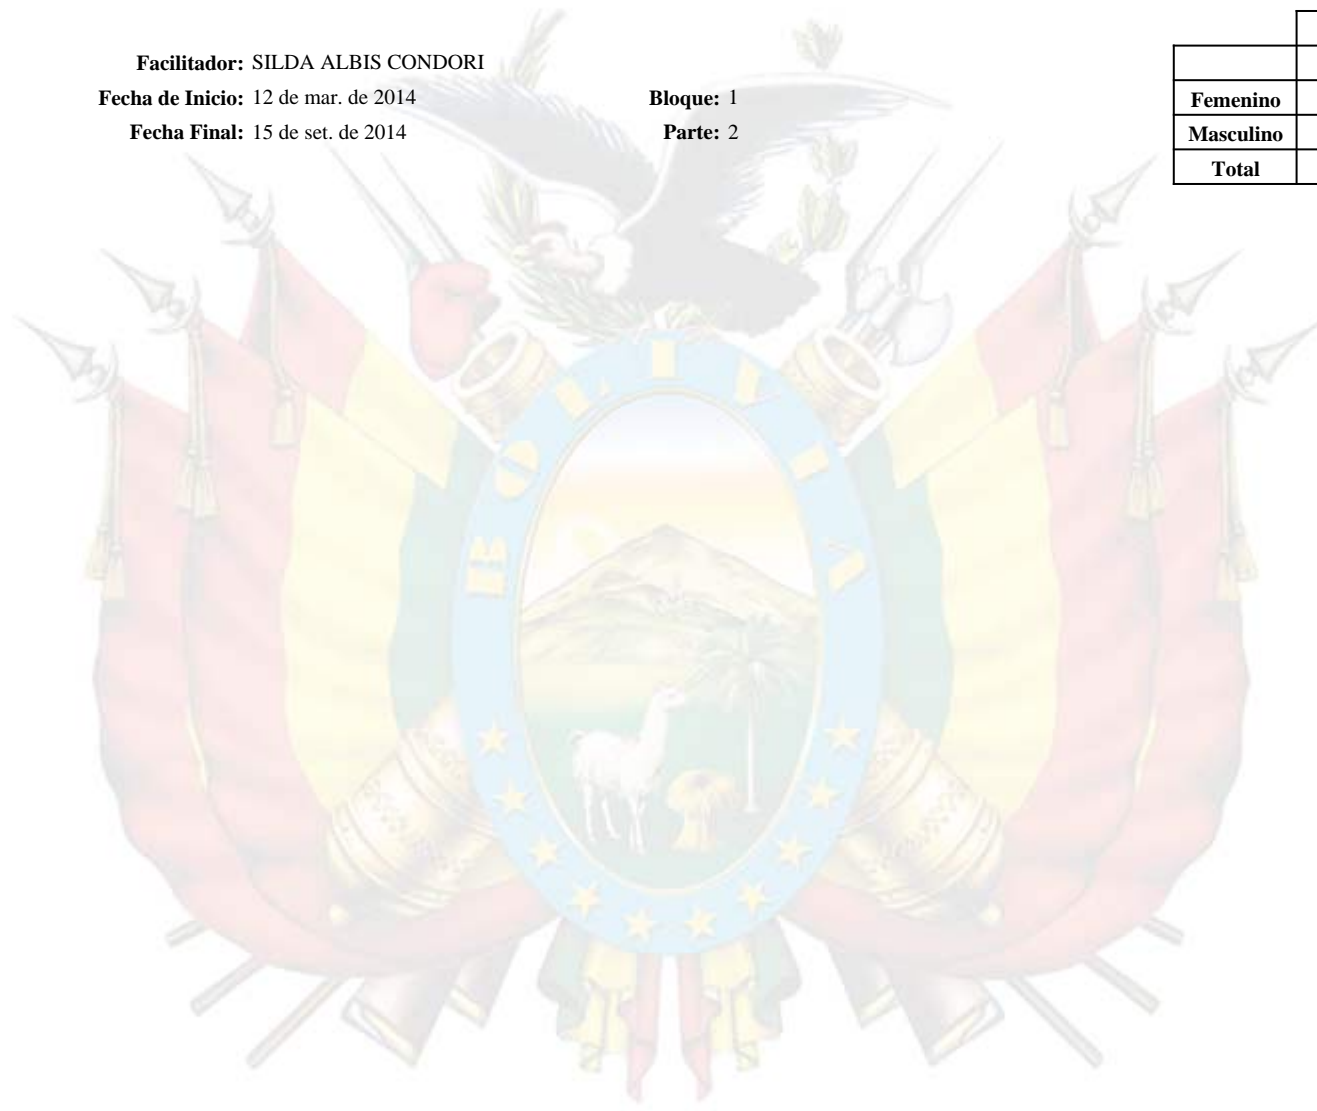 Facilitador: SILDA ALBIS CONDORI
Fecha de Inicio: 12 de mar. de 2014 Bloque: 1
Fecha Final: 15 de set. de 2014 Parte: 2
Femenino
Masculino
Total
BOLIVIA